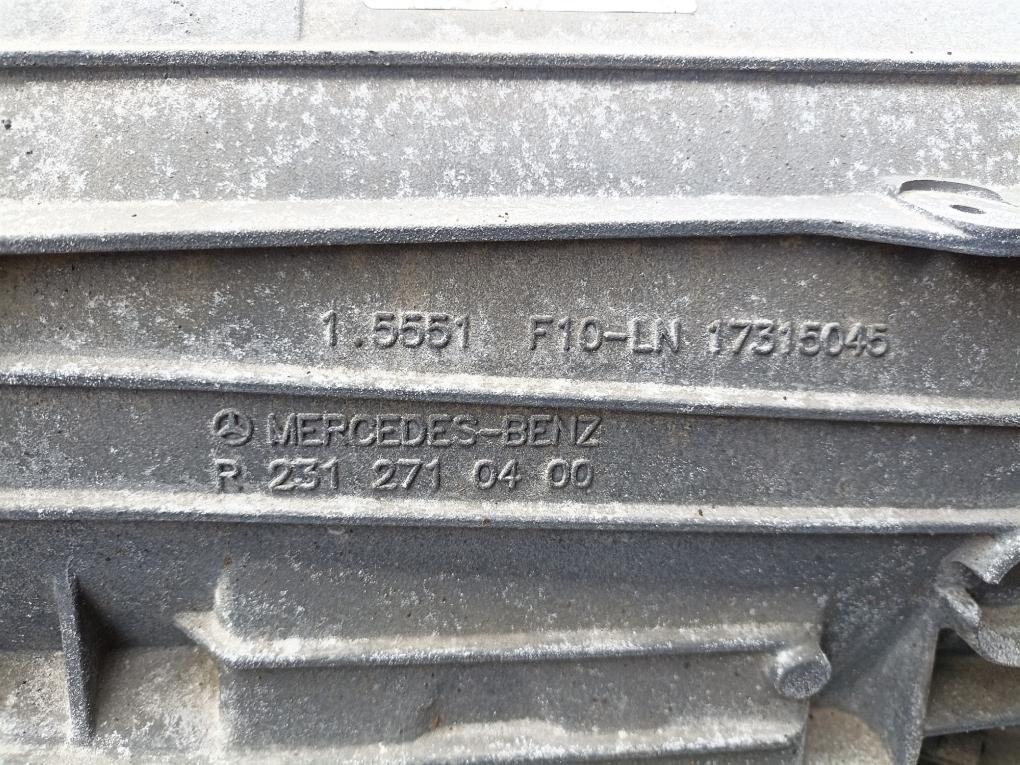 1.5551 F10-LN 17315045
MERCEDES-BENZ
R 231 271 04 00